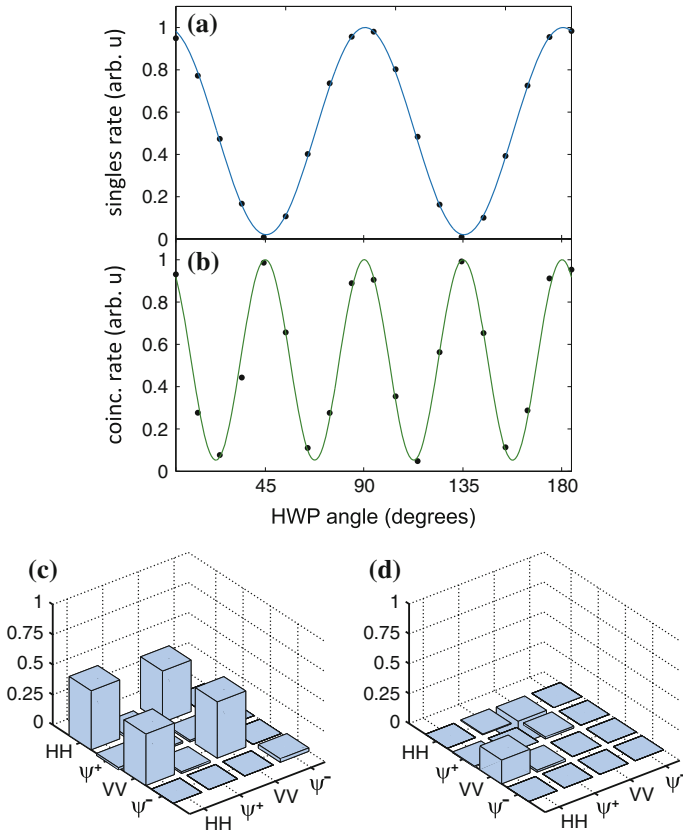 (a)
singles rate (arb. u)
1
0.8
0.6
0.4
0.2
0
(b)
coinc. rate (arb. u)
1
0.8
0.6
0.4
0.2
0
45 90 135 180
HWP angle (degrees)
(c)
1
0.75
0.5
0.25
0
HH
ψ+
VV
ψ−
HH
ψ+
VV
ψ−
(d)
1
0.75
0.5
0.25
0
HH
ψ+
VV
ψ−
HH
ψ+
VV
ψ−